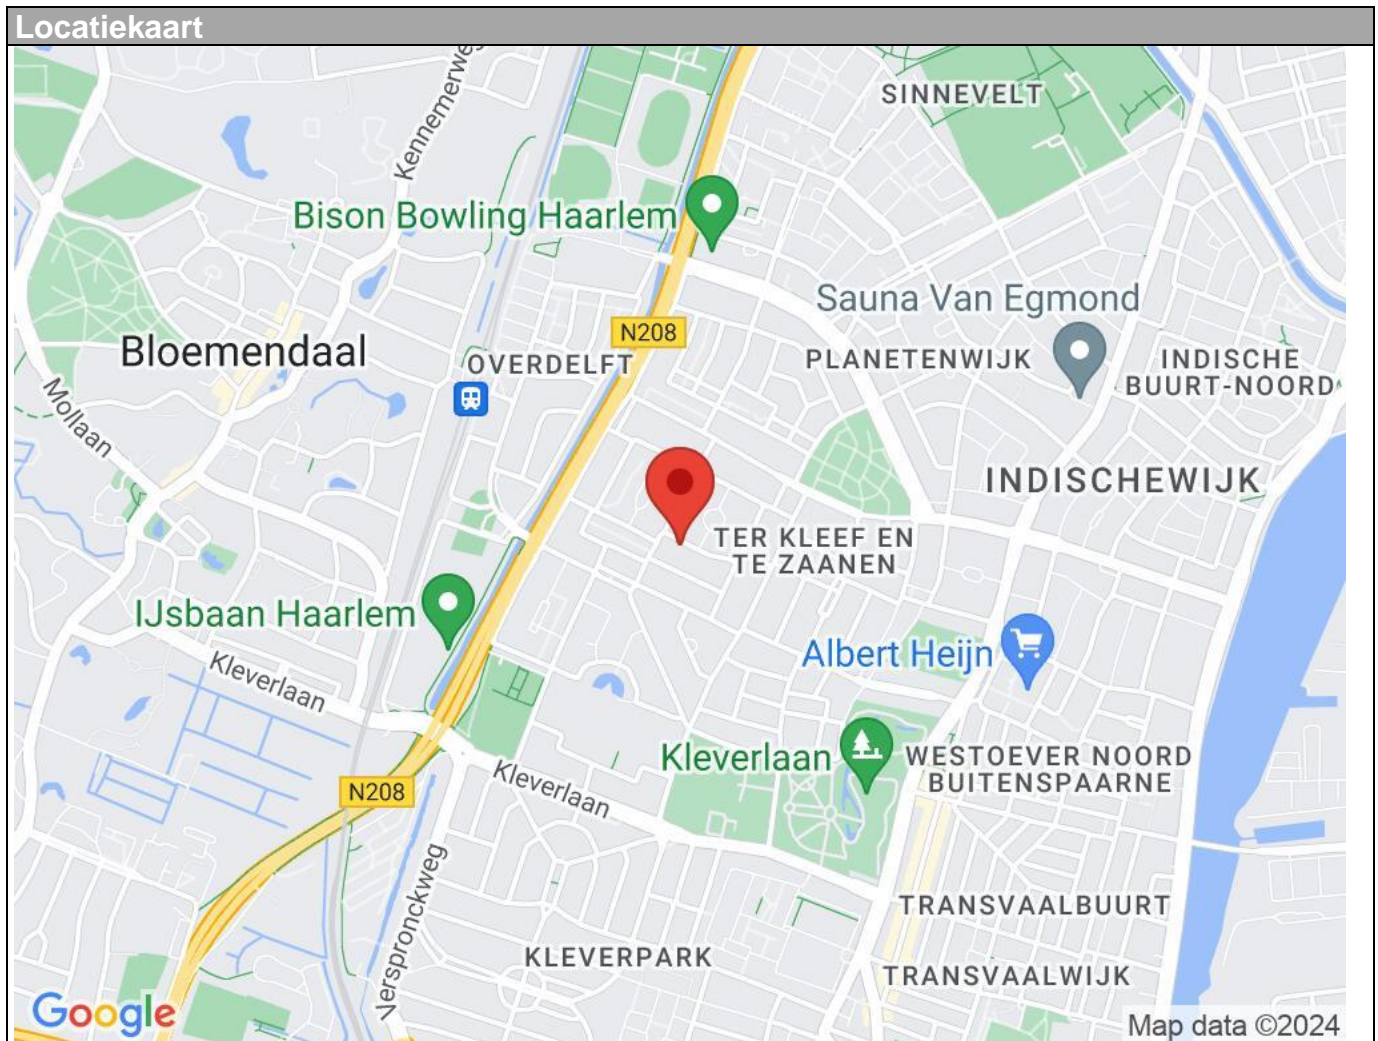 Locatiekaart
Kennemerweg
SINNEVELT
Bison Bowling Haarlem
Sauna Van Egmond
N208
Bloemendaal
OVERDELFT
PLANETENWIJK
INDISCHE
BUURT-NOORD
Mollaan
INDISCHEWIJK
TER KLEEF EN
TE ZAANEN
IJsbaan Haarlem
Albert Heijn
Kleverlaan
Kleverlaan
WESTOEVER NOORD
BUITENSPAARNE
Kleverlaan
N208
Verspronckweg
TRANSVAALBUURT
KLEVERPARK
TRANSVAALWIJK
Google
Map data ©2024